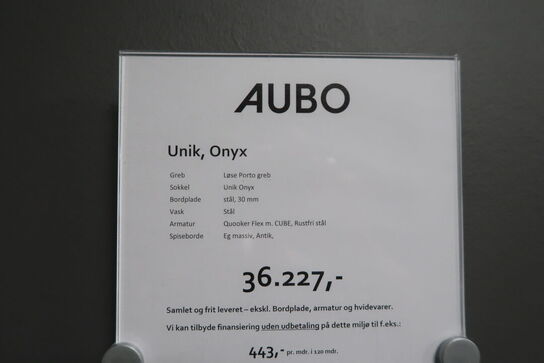 AUBO
Unik, Onyx
Greb Løse Porto greb
Sokkel Unik Onyx
Bordplade stål, 30 mm
Vask Stål
Armatur Quooker Flex m. CUBE, Rustfri stål
Spiseborde Eg massiv, Antik,
36.227,-
Samlet og frit leveret – ekskl. Bordplade, armatur og hvidevarer.
Vi kan tilbyde finansiering uden udbetaling på dette miljø til f.eks.:
443,- pr. mdr. i 120 mdr.